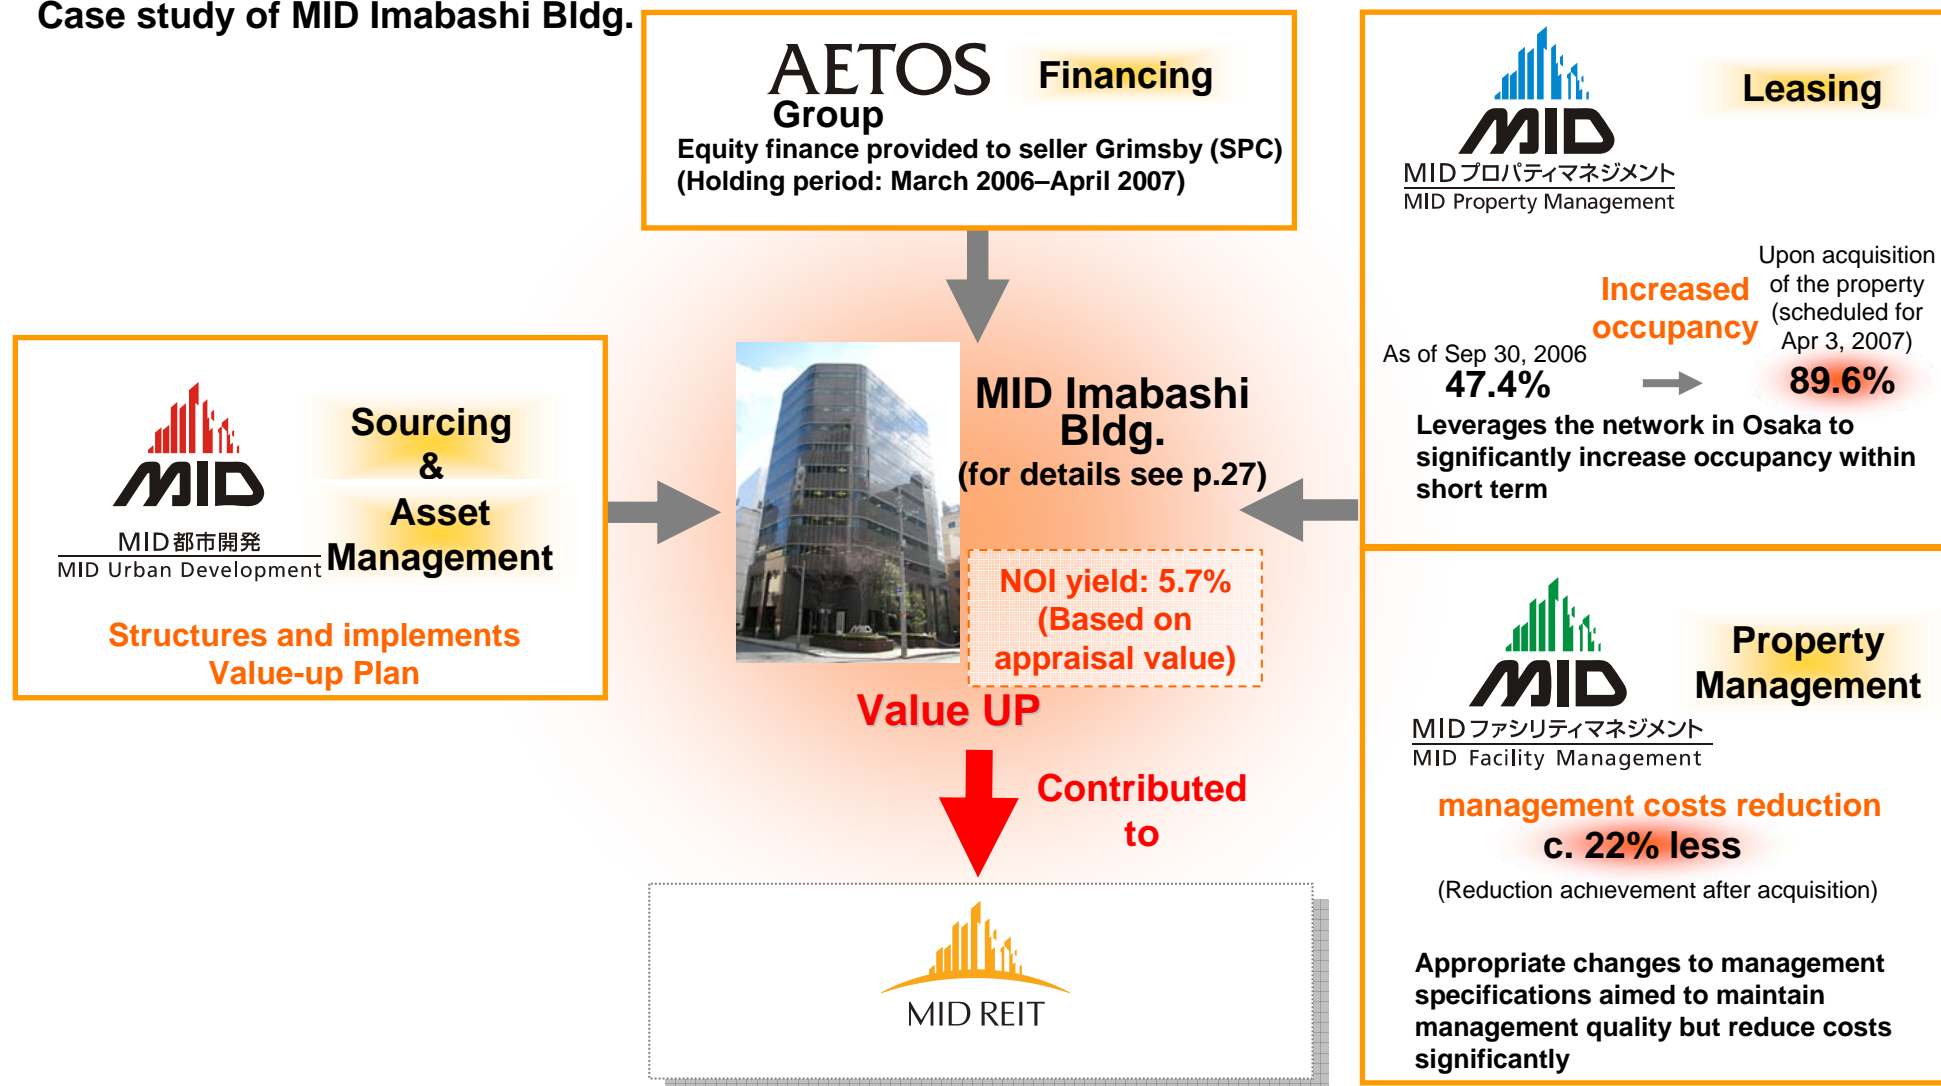 Case study of MID Imabashi Bldg.
AETOS
Group
Financing
Equity finance provided to seller Grimsby (SPC)
(Holding period: March 2006–April 2007)
MID
MIDプロパティマネジメント
MID Property Management
Leasing
Increased
occupancy
Upon acquisition
of the property
(scheduled for
Apr 3, 2007)
As of Sep 30, 2006
47.4%
89.6%
Leverages the network in Osaka to
significantly increase occupancy within
short term
MID
MID都市開発
MID Urban Development
Sourcing
&
Asset
Management
Structures and implements
Value-up Plan
MID
MID Imabashi
Bldg.
(for details see p.27)
NOI yield: 5.7%
(Based on
appraisal value)
Value UP
Contributed
to
MID REIT
MID
MIDファシリティマネジメント
MID Facility Management
Property
Management
management costs reduction
c. 22% less
(Reduction achievement after acquisition)
Appropriate changes to management
specifications aimed to maintain
management quality but reduce costs
significantly